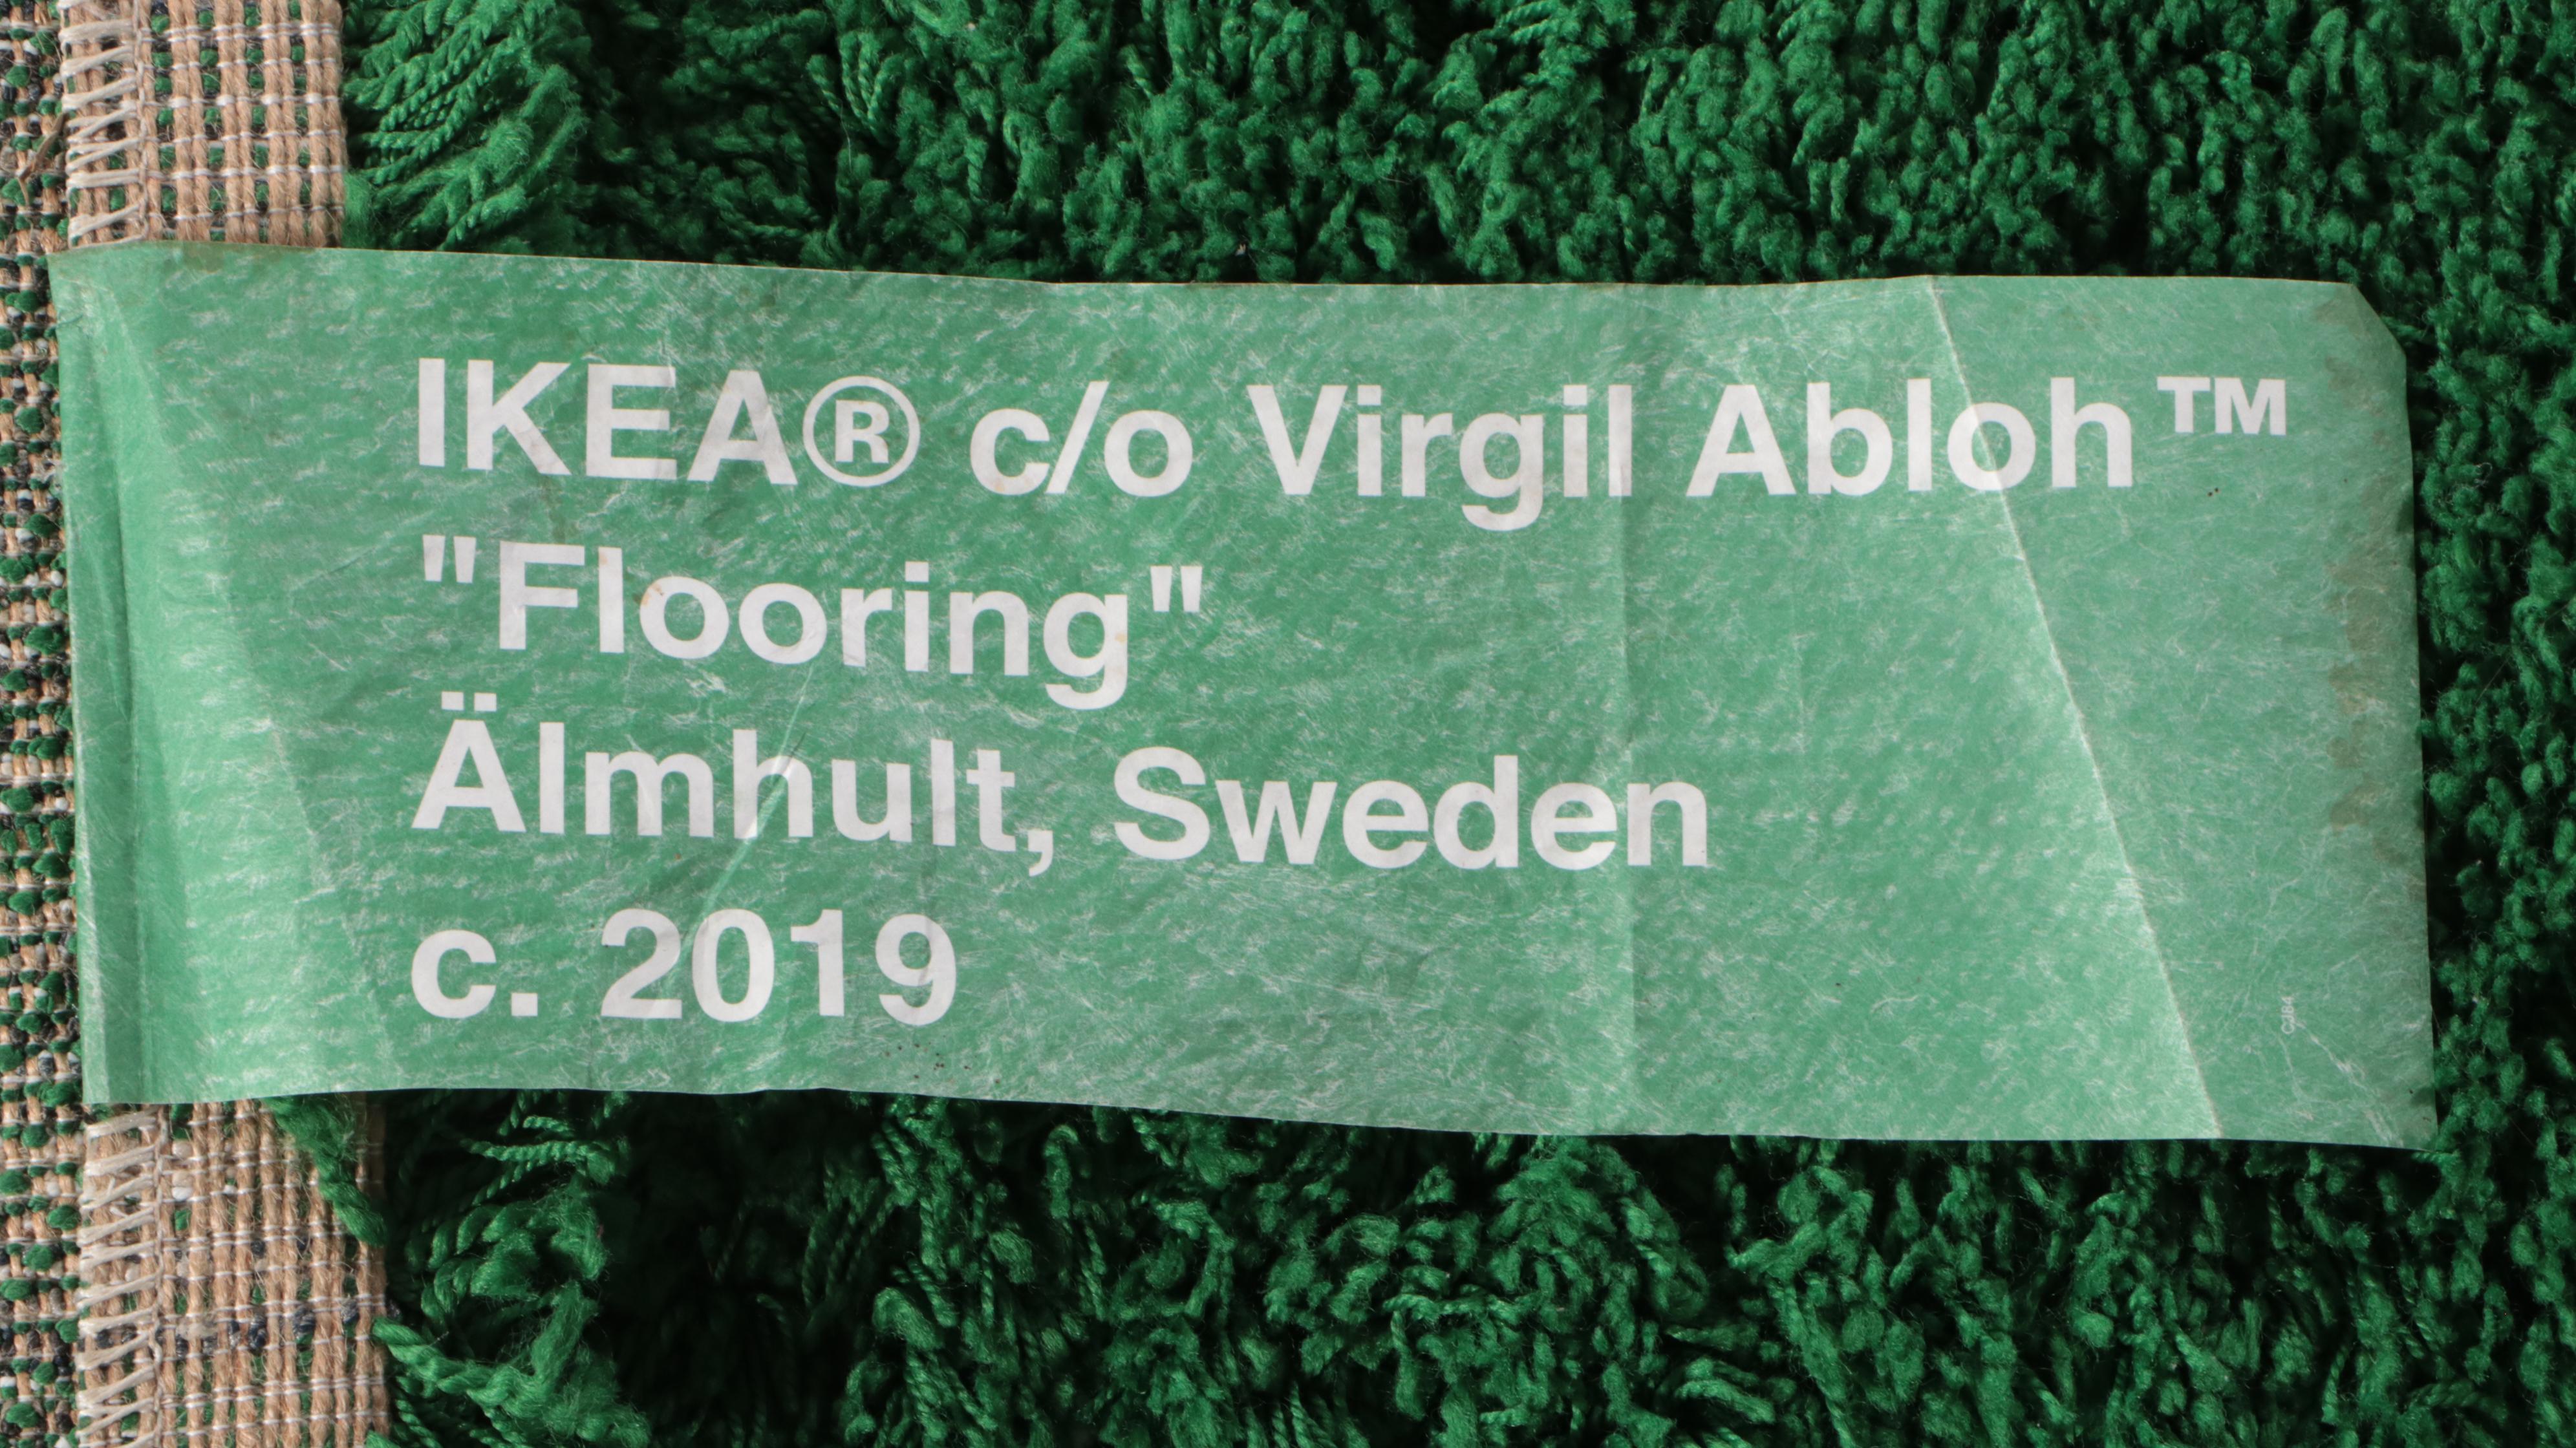 IKEA® c/o Virgil Abloh™
"Flooring"
Älmhult, Sweden
c. 2019